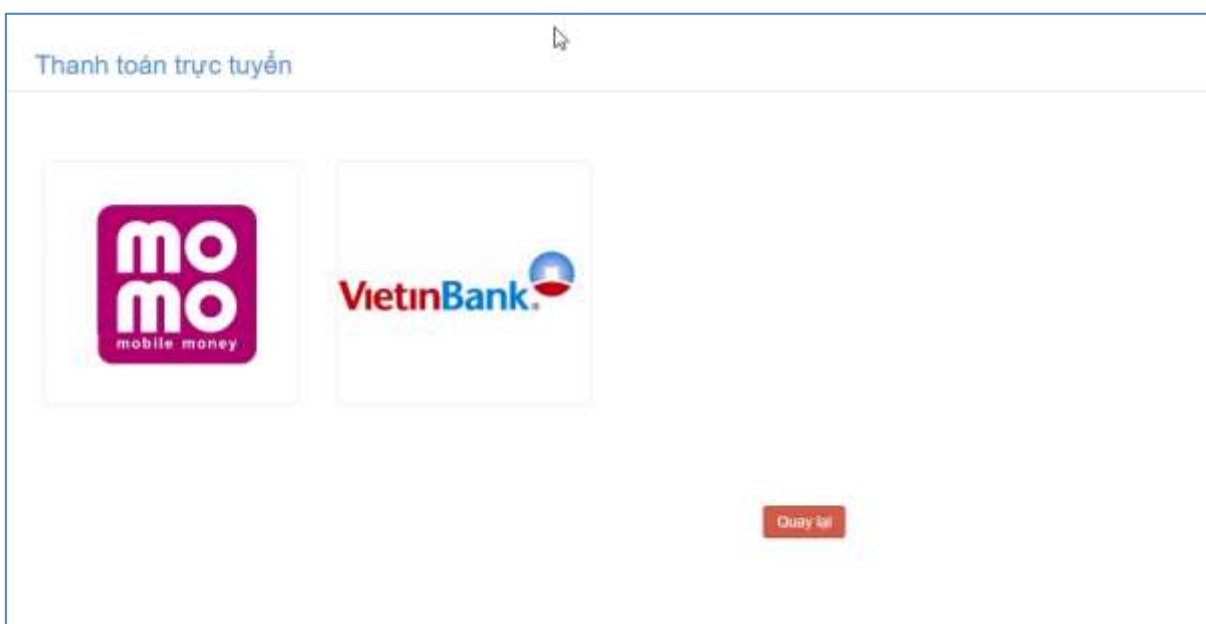 Thanh toán trực tuyến
mo
mo
mobile money
VietinBank
Quay lại